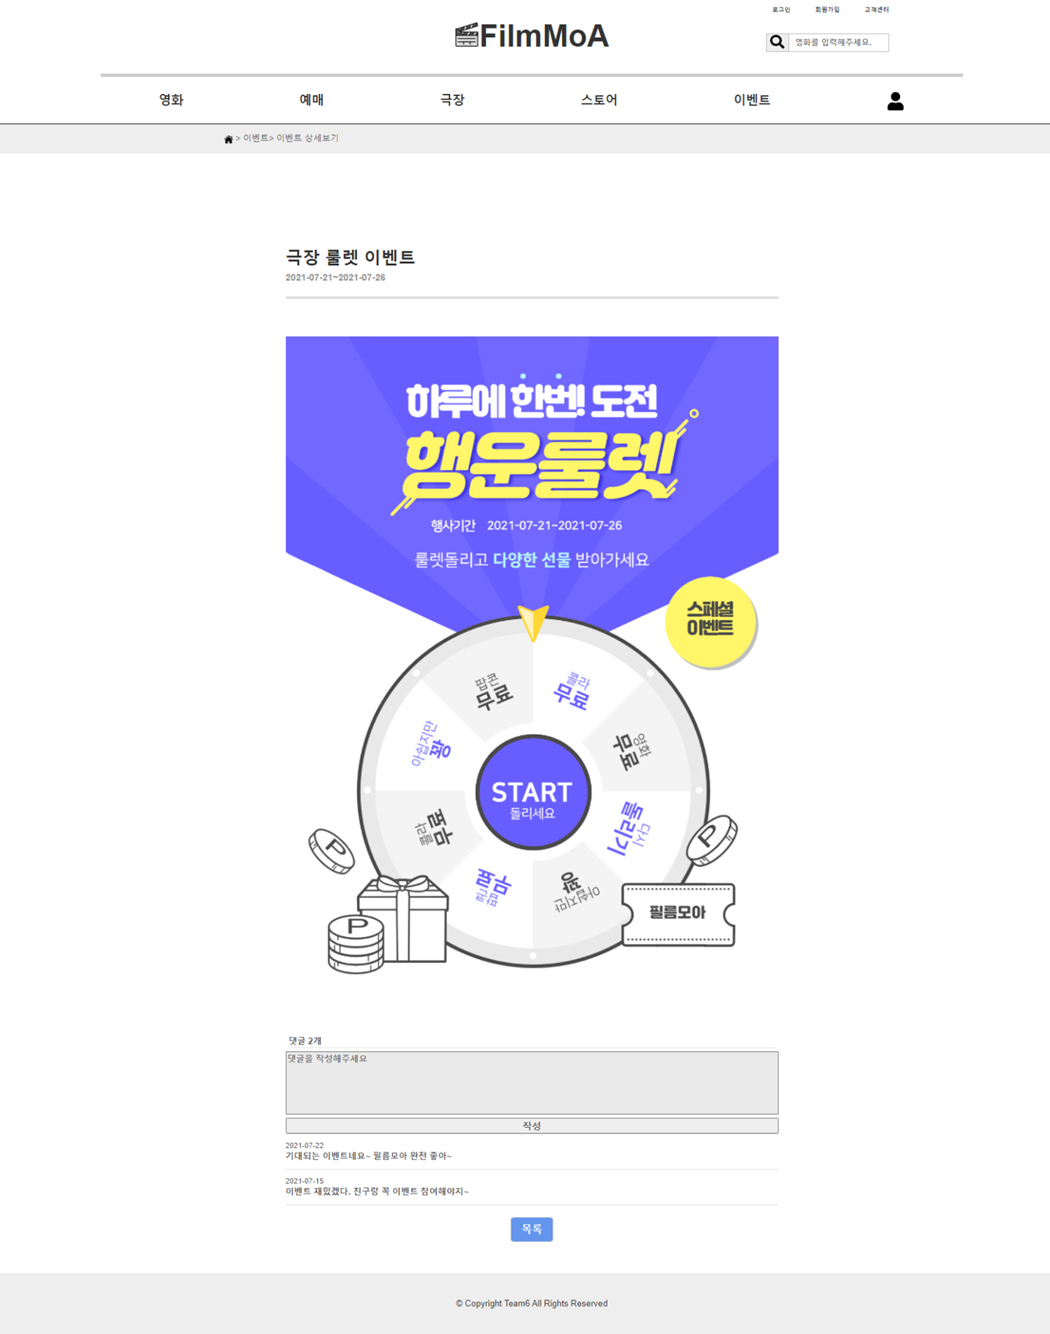 로그인 회원가입 고객센터
FilmMoA
영화를 입력해주세요.
영화 예매 극장 스토어 이벤트
> 이벤트> 이벤트 상세보기
극장 룰렛 이벤트
2021-07-21~2021-07-26
하루에 한번! 도전
행운룰렛
행사기간 2021-07-21~2021-07-26
룰렛돌리고 다양한 선물 받아가세요
스페셜
이벤트
팝콘
무료
콜라
무료
영화
무료
다시
돌리기
아쉽지만
꽝
콜라
아쉽지만
꽝
START
돌리세요
P
P
P
필름모아
댓글 2개
댓글을 작성해주세요
작성
2021-07-22
기대되는 이벤트네요~ 필름모아 완전 좋아~
2021-07-15
이벤트 재밌겠다. 친구랑 꼭 이벤트 참여해야지~
목록
© Copyright Team6 All Rights Reserved